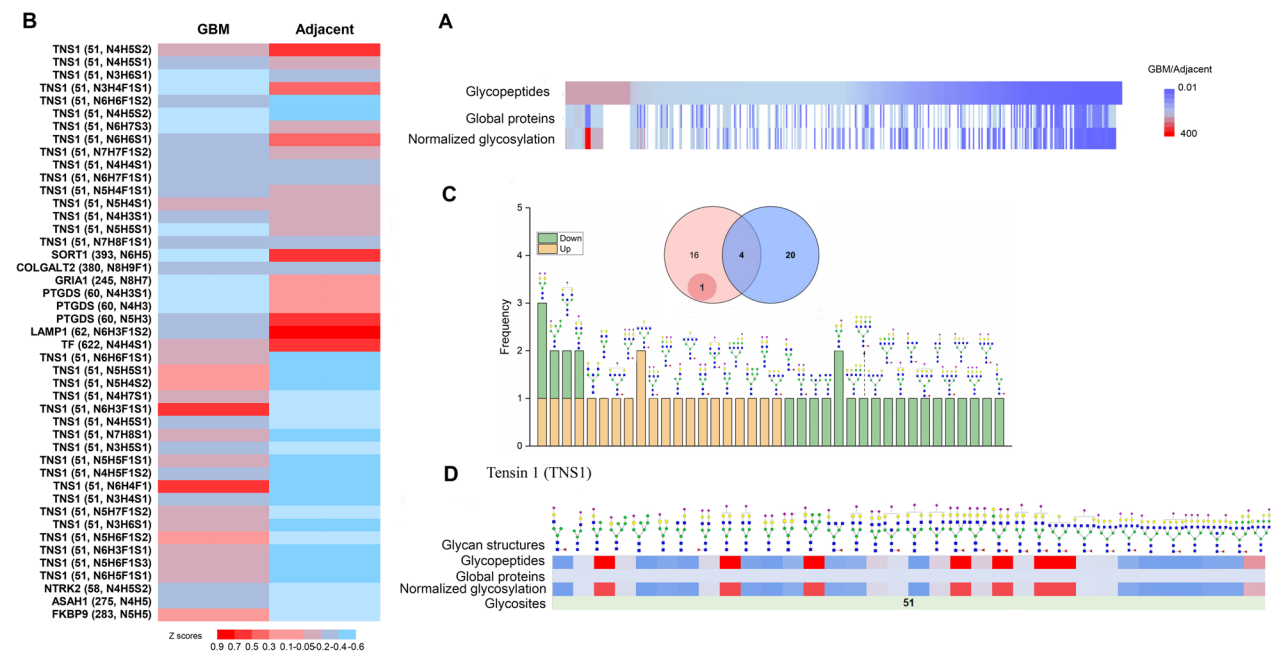 B
GBM Adjacent
TNS1 (51, N4H5S2)
TNS1 (51, N4H5S1)
TNS1 (51, N3H6S1)
TNS1 (51, N3H4F1S1)
TNS1 (51, N6H6F1S2)
TNS1 (51, N4H5S2)
TNS1 (51, N6H7S3)
TNS1 (51, N6H6S1)
TNS1 (51, N7H7F1S2)
TNS1 (51, N4H4S1)
TNS1 (51, N6H7F1S1)
TNS1 (51, N5H4F1S1)
TNS1 (51, N5H4S1)
TNS1 (51, N4H3S1)
TNS1 (51, N5H5S1)
TNS1 (51, N7H8F1S1)
SORT1 (393, N6H5)
COLGALT2 (380, N8H9F1)
GRIA1 (245, N8H7)
PTGDS (60, N4H3S1)
PTGDS (60, N4H3)
PTGDS (60, N5H3)
LAMP1 (62, N6H3F1S2)
TF (622, N4H4S1)
TNS1 (51, N6H6F1S1)
TNS1 (51, N5H5S1)
TNS1 (51, N5H4S2)
TNS1 (51, N4H7S1)
TNS1 (51, N6H3F1S1)
TNS1 (51, N4H5S1)
TNS1 (51, N7H8S1)
TNS1 (51, N3H5S1)
TNS1 (51, N5H5F1S1)
TNS1 (51, N4H5F1S2)
TNS1 (51, N6H4F1)
TNS1 (51, N3H4S1)
TNS1 (51, N5H7F1S2)
TNS1 (51, N3H6S1)
TNS1 (51, N5H6F1S2)
TNS1 (51, N6H3F1S1)
TNS1 (51, N5H6F1S3)
TNS1 (51, N6H5F1S1)
NTRK2 (58, N4H5S2)
ASAH1 (275, N4H5)
FKBP9 (283, N5H5)
Z scores
0.9 0.7 0.5 0.3 0.1-0.05-0.2-0.4-0.6
A
Glycopeptides
Global proteins
Normalized glycosylation
GBM/Adjacent
0.01
400
C
Frequency
5
4
3
2
1
0
Down
Up
16
4
20
1
D Tensin 1 (TNS1)
Glycan structures
Glycopeptides
Global proteins
Normalized glycosylation
Glycosites
51